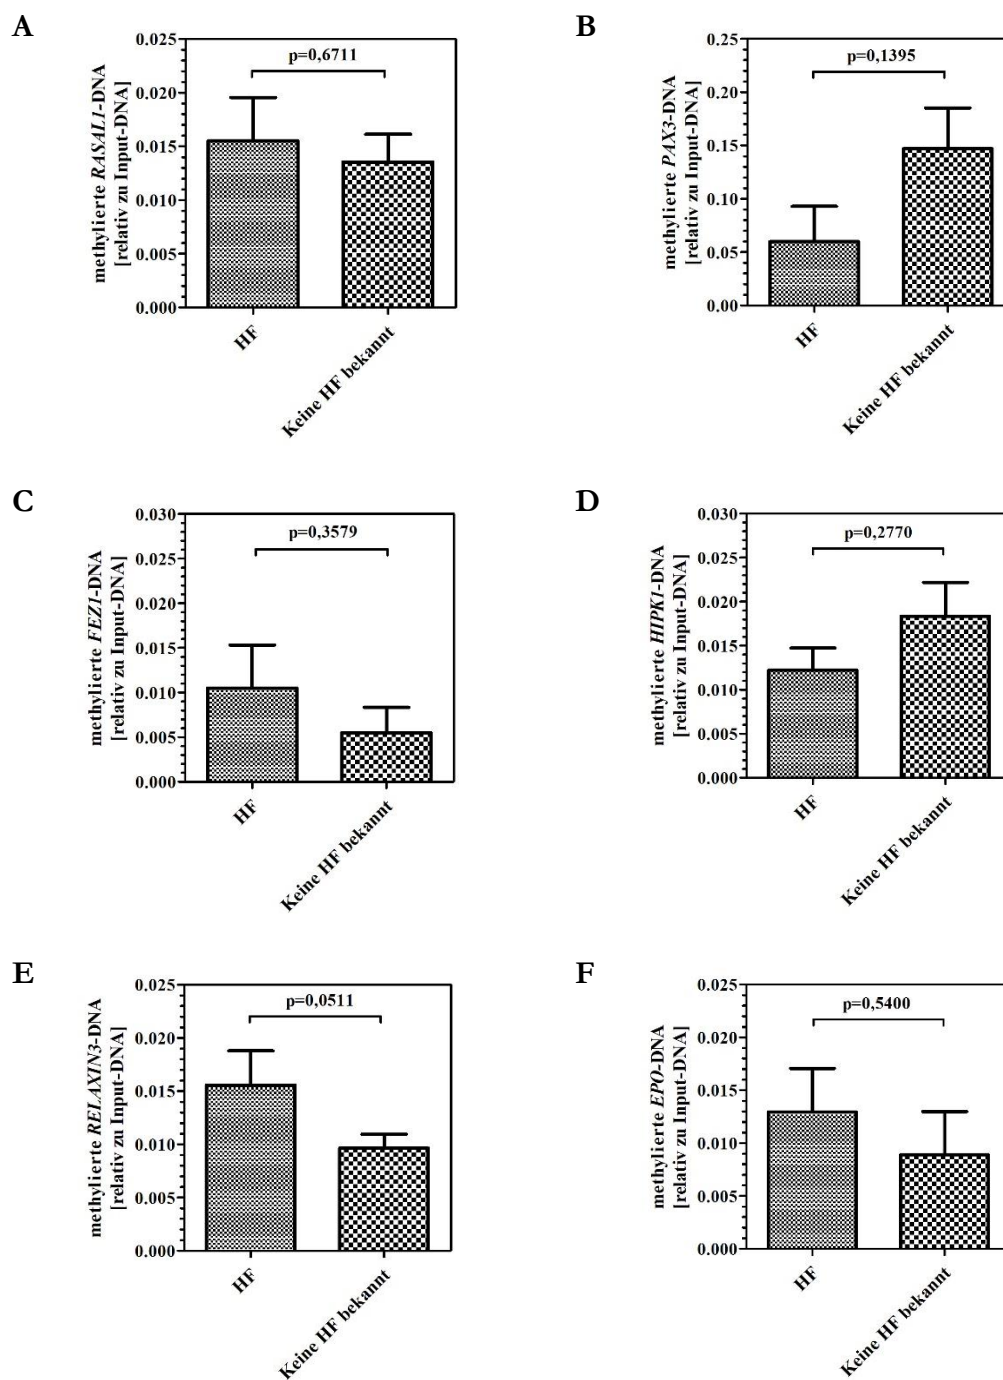 A
methylierte RASAL1-DNA
[relativ zu Input-DNA]
0.025
0.020
0.015
0.010
0.005
0.000
p=0,6711
HF
Keine HF bekannt
B
methylierte PAX3-DNA
[relativ zu Input-DNA]
0.25
0.20
0.15
0.10
0.05
0.00
p=0,1395
HF
Keine HF bekannt
C
methylierte FEZ1-DNA
[relativ zu Input-DNA]
0.030
0.025
0.020
0.015
0.010
0.005
0.000
p=0,3579
HF
Keine HF bekannt
D
methylierte HIPK1-DNA
[relativ zu Input-DNA]
0.030
0.025
0.020
0.015
0.010
0.005
0.000
p=0,2770
HF
Keine HF bekannt
E
methylierte RELAXIN3-DNA
[relativ zu Input-DNA]
0.025
0.020
0.015
0.010
0.005
0.000
p=0,0511
HF
Keine HF bekannt
F
methylierte EPO-DNA
[relativ zu Input-DNA]
0.025
0.020
0.015
0.010
0.005
0.000
p=0,5400
HF
Keine HF bekannt